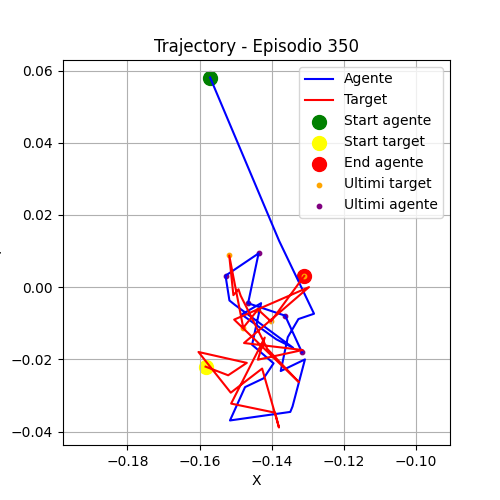 Trajectory - Episodio 350
Agente
Target
Start agente
Start target
End agente
Ultimi target
Ultimi agente
0.06
0.04
0.02
0.00
−0.02
−0.04
−0.18
−0.16
−0.14
−0.12
−0.10
X